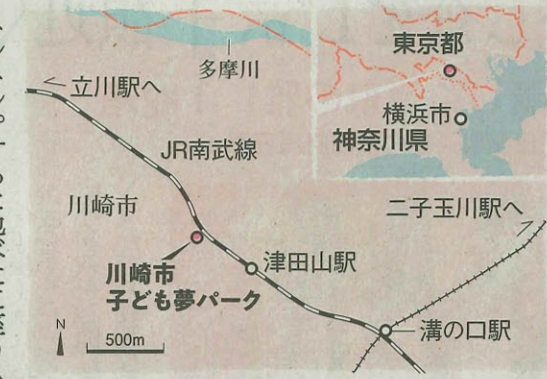 多摩川
←立川駅へ
JR南武線
川崎市
川崎市
子ども夢パーク
津田山駅
二子玉川駅へ
溝の口駅
N
500m
東京都
横浜市
神奈川県